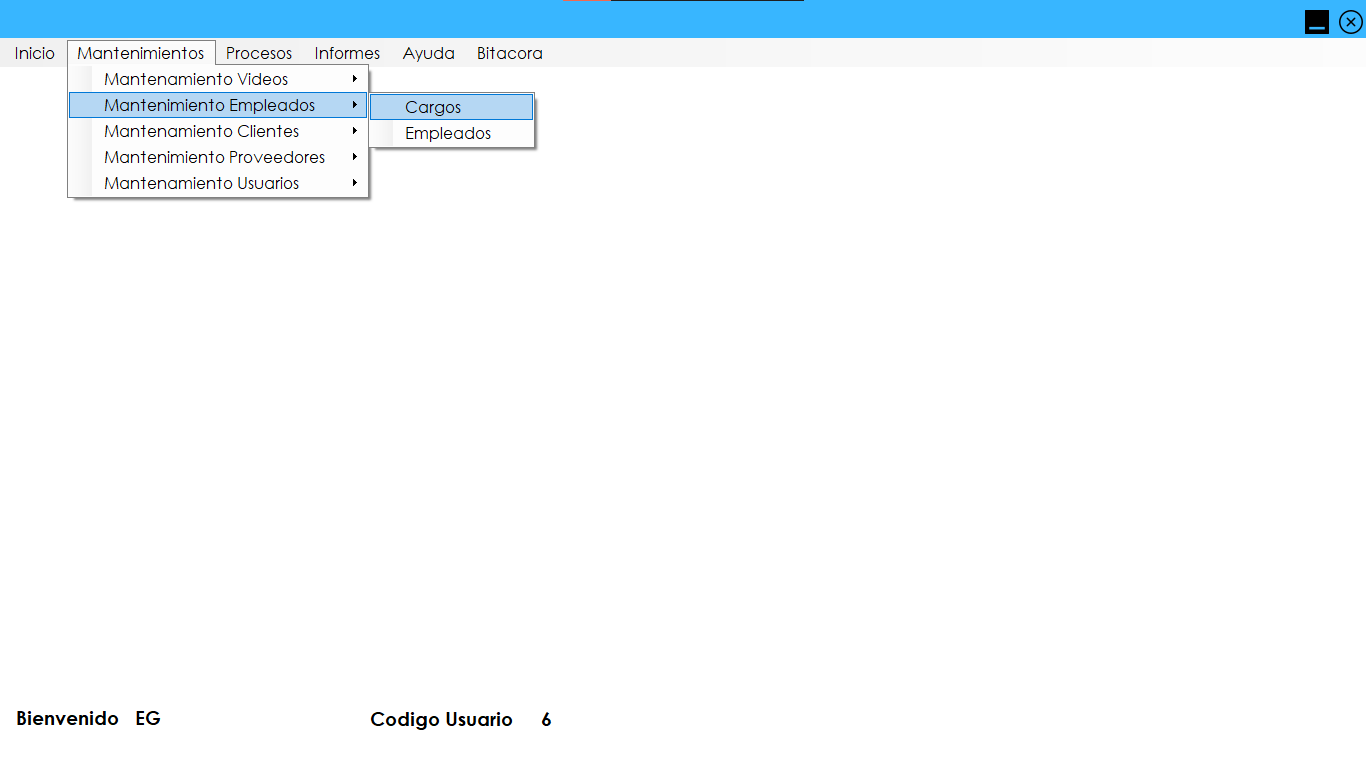 Inicio Mantenimientos Procesos Informes Ayuda Bitacora
Mantenamiento Videos
Mantenimiento Empleados
Cargos
Mantenamiento Clientes
Empleados
Mantenimiento Proveedores
Mantenamiento Usuarios
Bienvenido EG Codigo Usuario 6